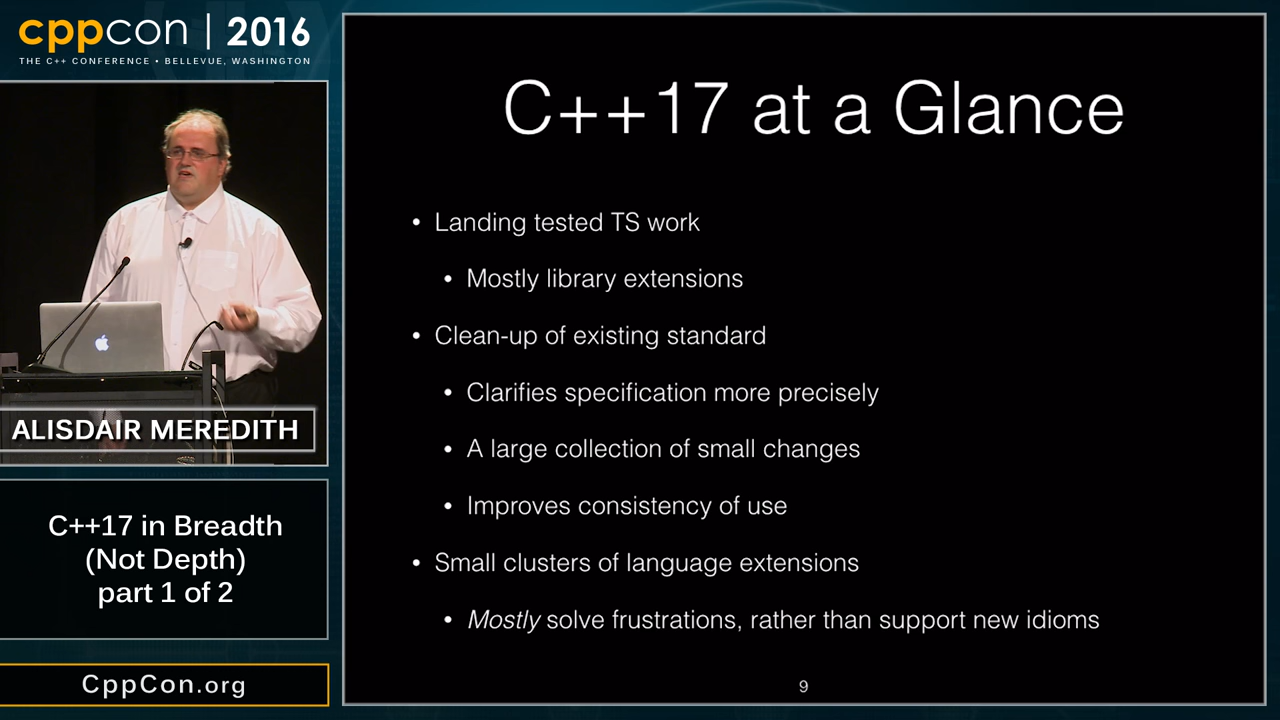 cppcon | 2016
THE C++ CONFERENCE • BELLEVUE, WASHINGTON
ALISDAIR MEREDITH
C++17 in Breadth
(Not Depth)
part 1 of 2
CppCon.org
C++17 at a Glance
• Landing tested TS work
• Mostly library extensions
• Clean-up of existing standard
• Clarifies specification more precisely
• A large collection of small changes
• Improves consistency of use
• Small clusters of language extensions
• Mostly solve frustrations, rather than support new idioms
9